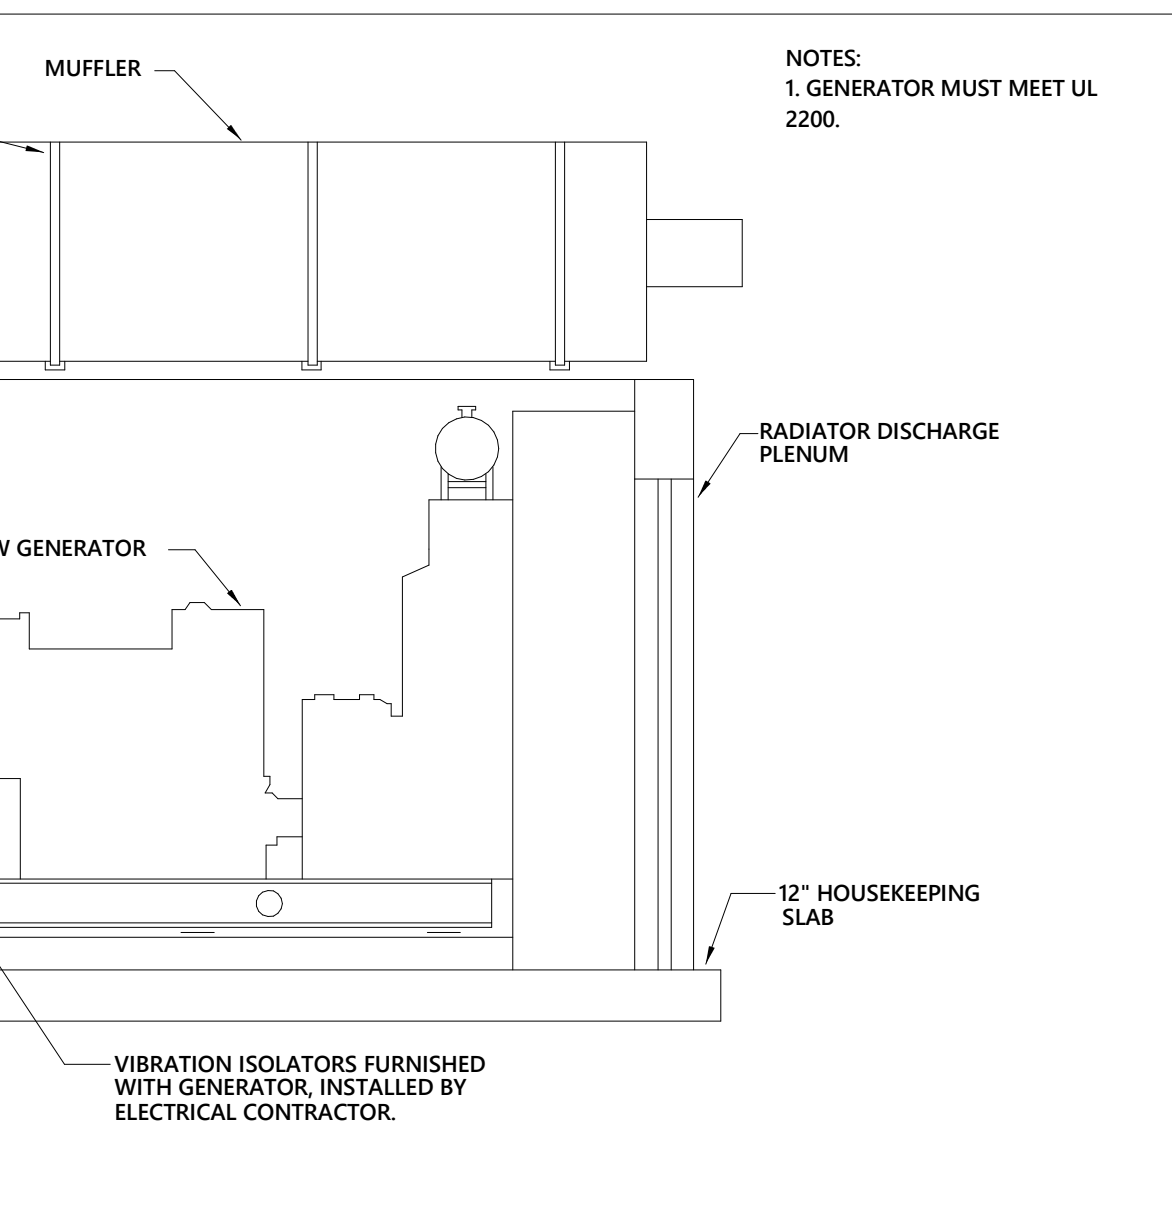 MUFFLER
NOTES:
1. GENERATOR MUST MEET UL
2200.
RADIATOR DISCHARGE
PLENUM
GENERATOR
12" HOUSEKEEPING
SLAB
VIBRATION ISOLATORS FURNISHED
WITH GENERATOR, INSTALLED BY
ELECTRICAL CONTRACTOR.